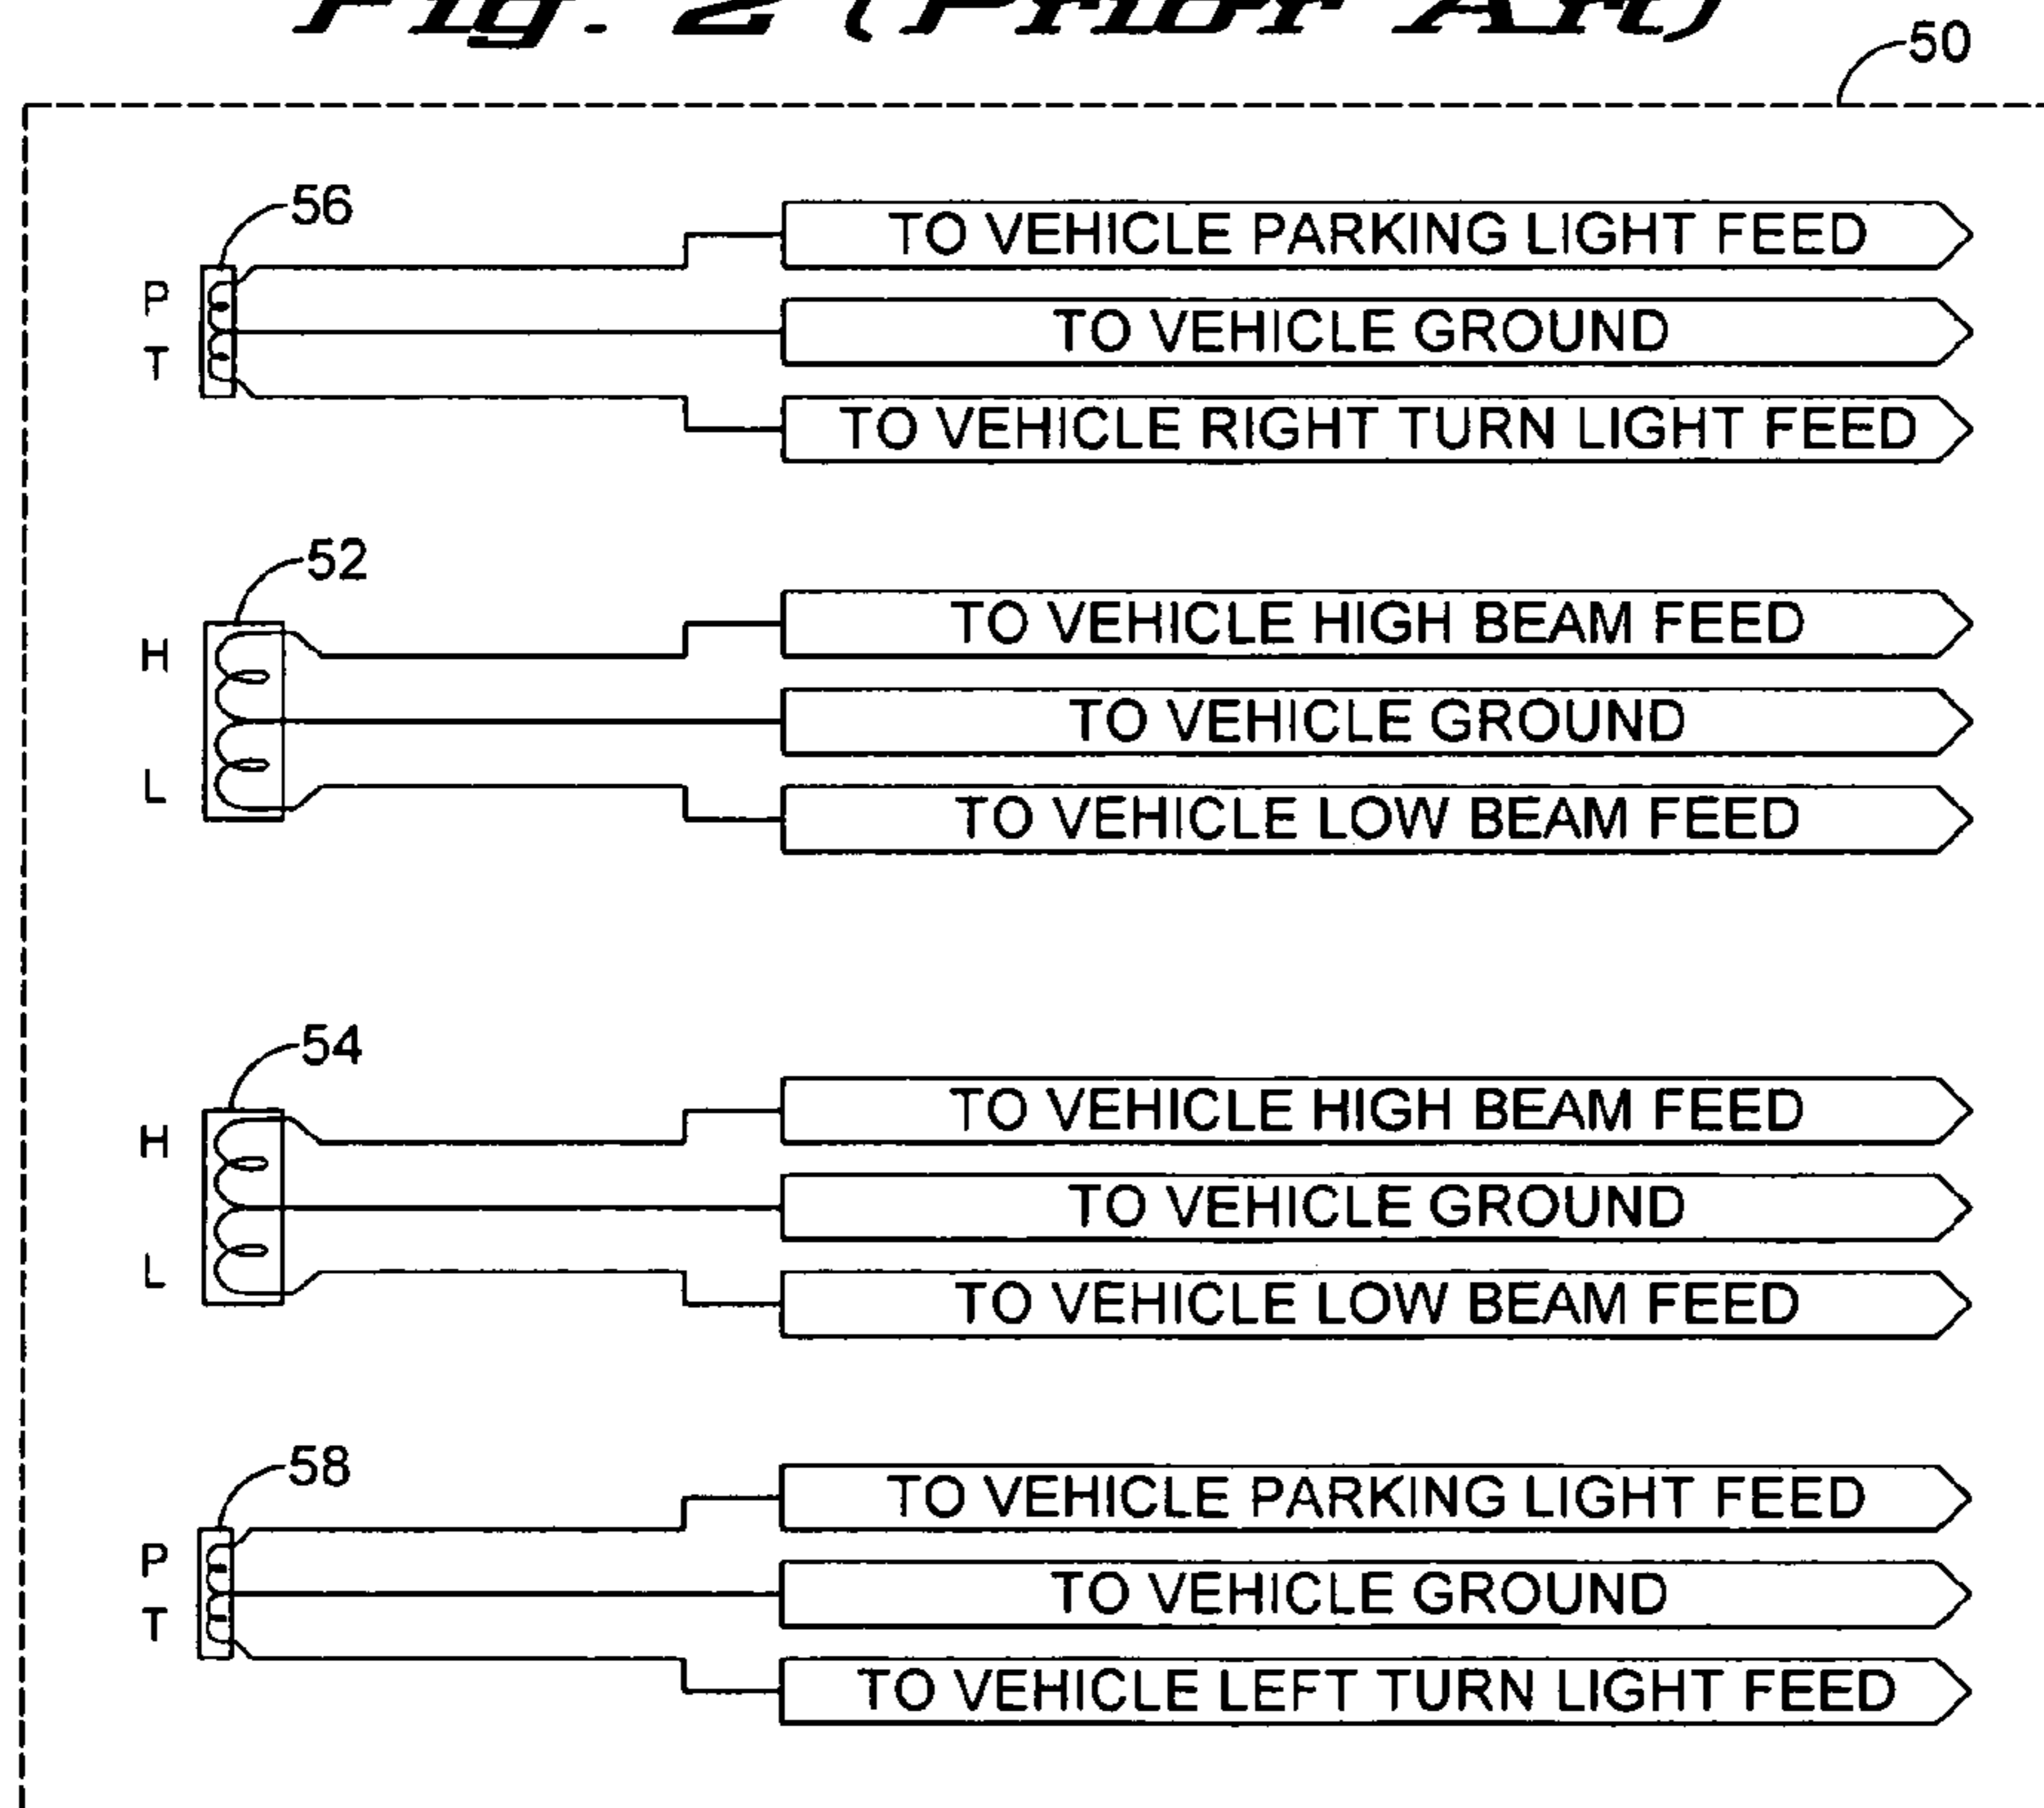 Fig. 2 (Prior Art)
50
56
P
T
TO VEHICLE PARKING LIGHT FEED
TO VEHICLE GROUND
TO VEHICLE RIGHT TURN LIGHT FEED
52
H
L
TO VEHICLE HIGH BEAM FEED
TO VEHICLE GROUND
TO VEHICLE LOW BEAM FEED
54
H
L
TO VEHICLE HIGH BEAM FEED
TO VEHICLE GROUND
TO VEHICLE LOW BEAM FEED
58
P
T
TO VEHICLE PARKING LIGHT FEED
TO VEHICLE GROUND
TO VEHICLE LEFT TURN LIGHT FEED